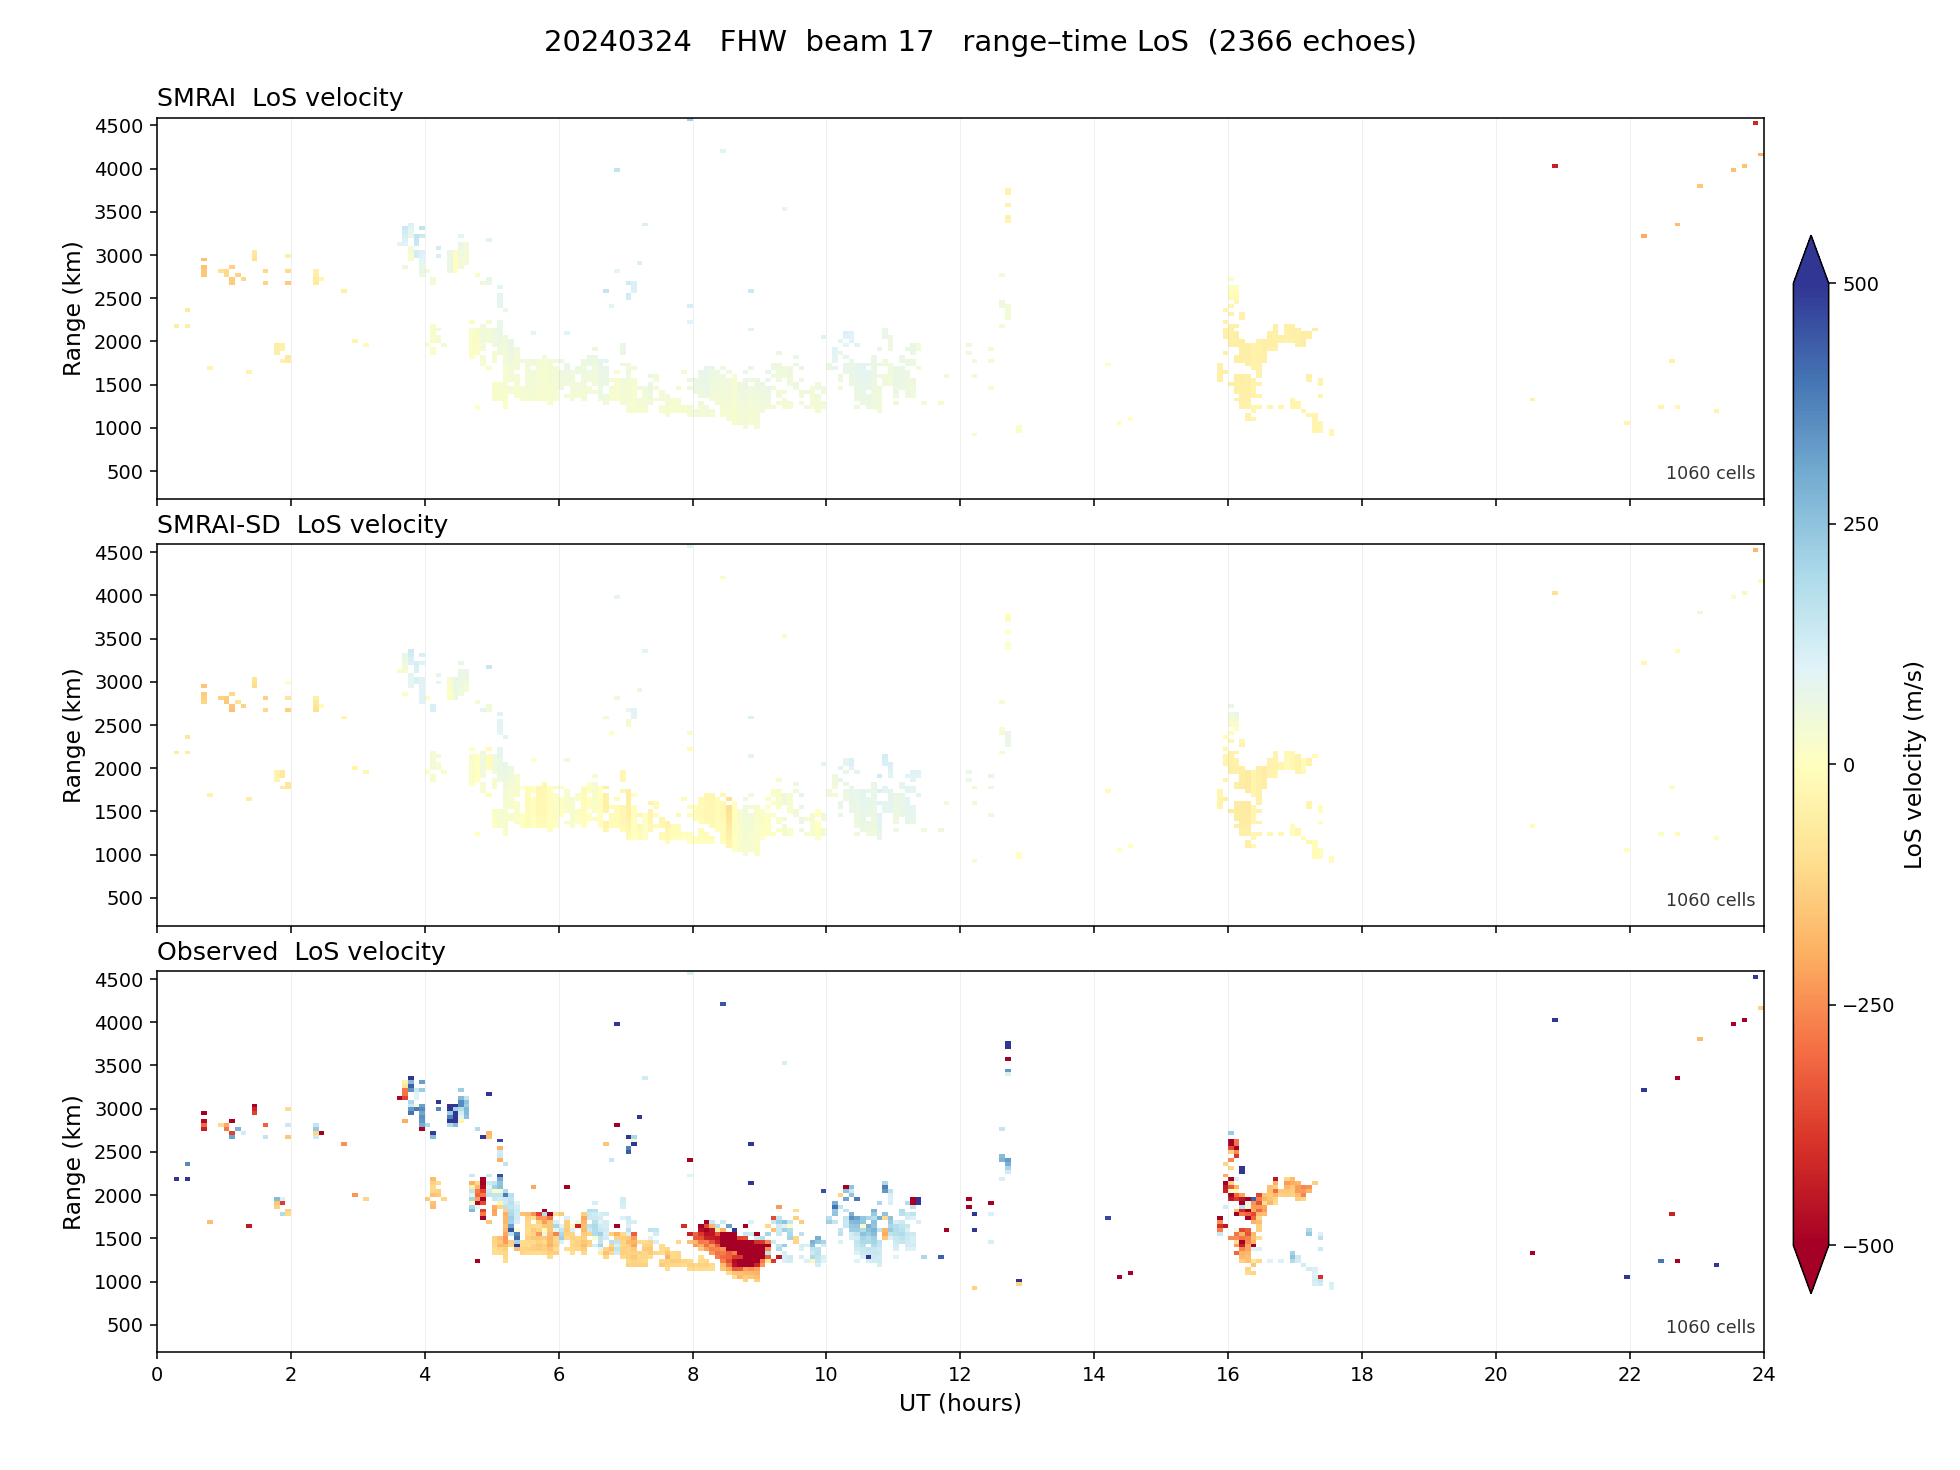 20240324   FHW  beam 17   range–time LoS  (2366 echoes)
SMRAI  LoS velocity
4500
4000
3500
3000
2500
2000
1500
1000
500
Range (km)
1060 cells
SMRAI-SD  LoS velocity
4500
4000
3500
3000
2500
2000
1500
1000
500
Range (km)
1060 cells
Observed  LoS velocity
4500
4000
3500
3000
2500
2000
1500
1000
500
Range (km)
1060 cells
0 2 4 6 8 10 12 14 16 18 20 22 24
UT (hours)
500
250
0
−250
−500
LoS velocity (m/s)